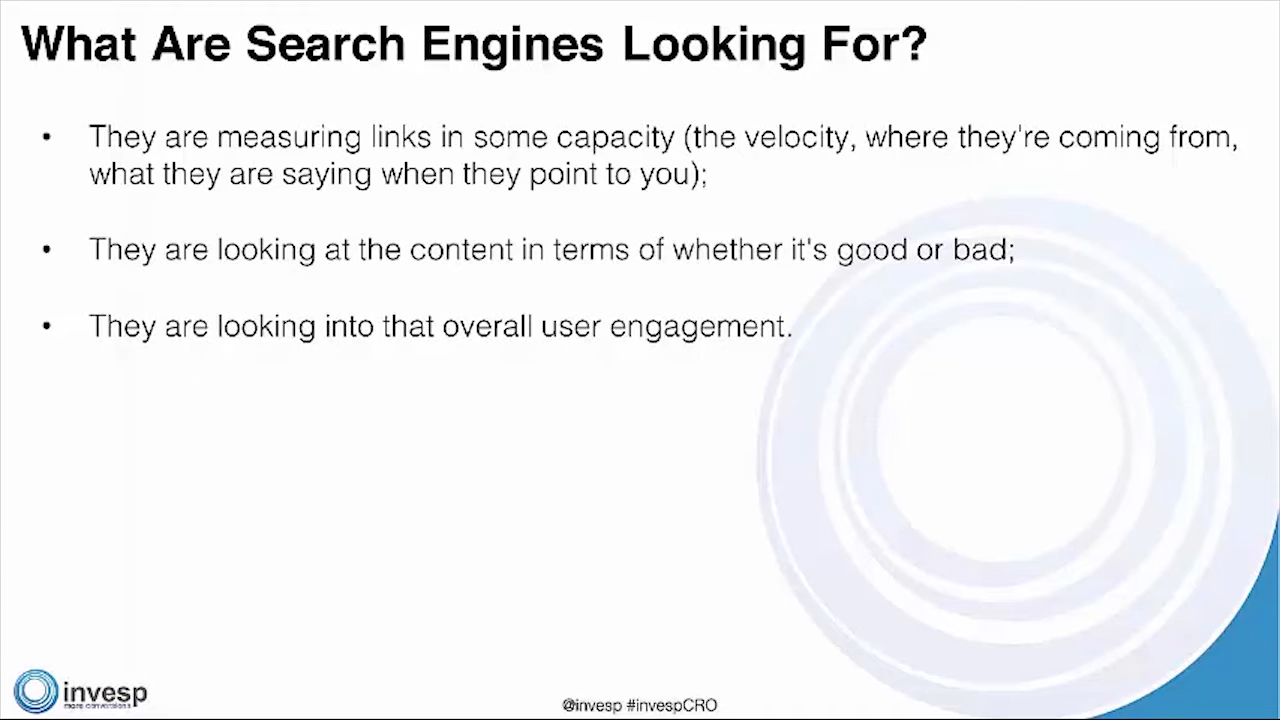 What Are Search Engines Looking For?
• They are measuring links in some capacity (the velocity, where they're coming from,
what they are saying when they point to you);
• They are looking at the content in terms of whether it's good or bad;
• They are looking into that overall user engagement.
invesp
more conversions
@invesp #invespCRO